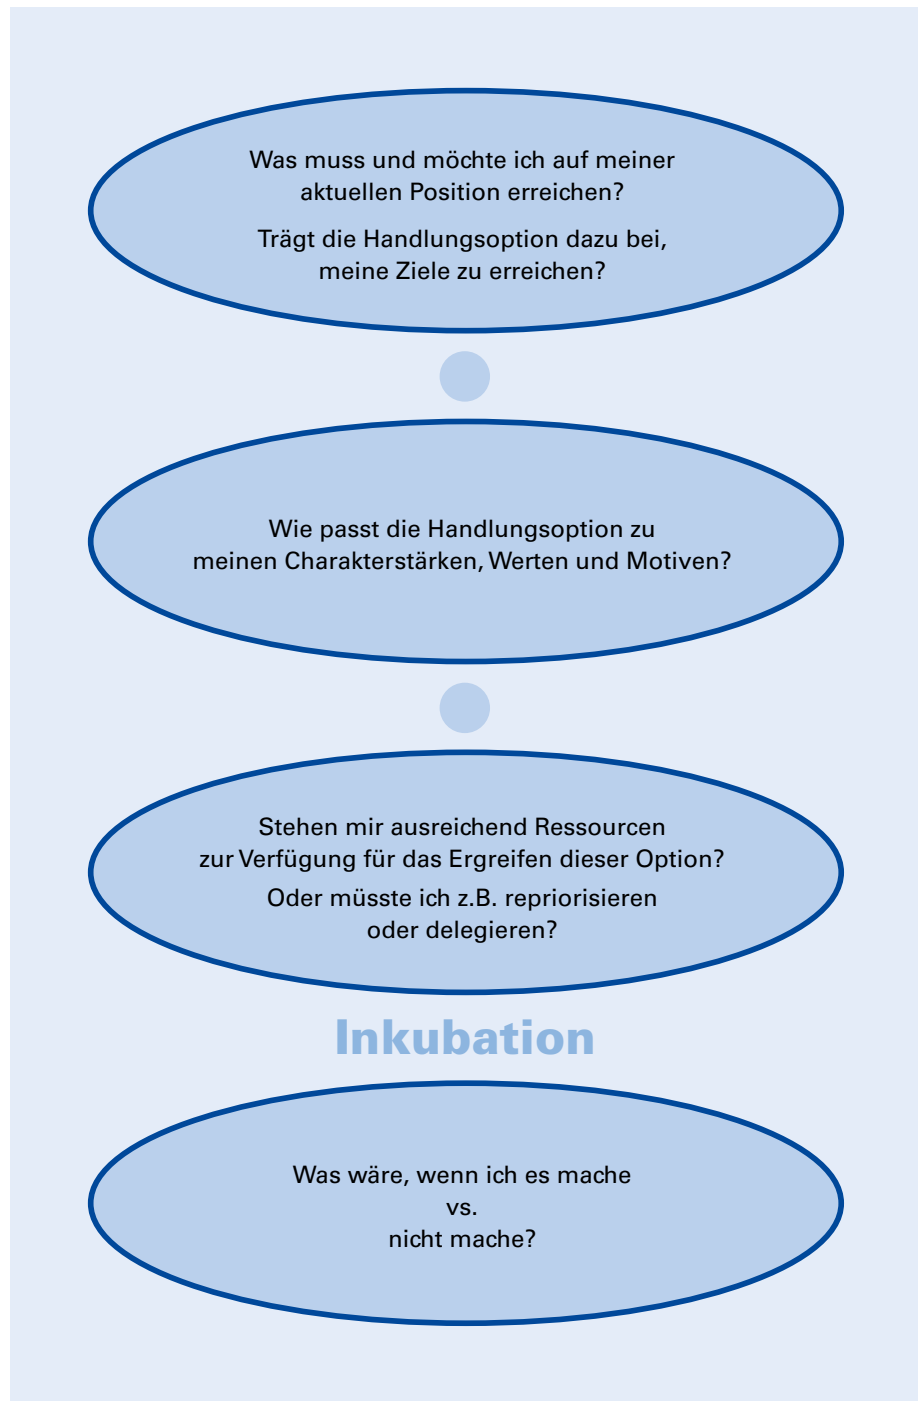 Was muss und möchte ich auf meiner
aktuellen Position erreichen?
Trägt die Handlungsoption dazu bei,
meine Ziele zu erreichen?
Wie passt die Handlungsoption zu
meinen Charakterstärken, Werten und Motiven?
Stehen mir ausreichend Ressourcen
zur Verfügung für das Ergreifen dieser Option?
Oder müsste ich z.B. repriorisieren
oder delegieren?
Inkubation
Was wäre, wenn ich es mache
vs.
nicht mache?